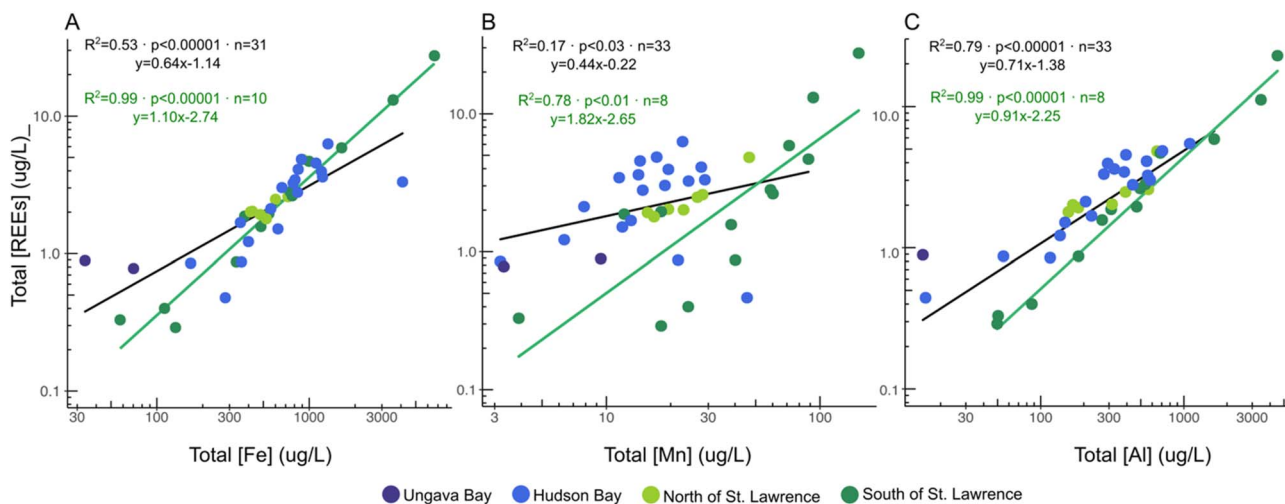 A
R²=0.53 · p<0.00001 · n=31
y=0.64x-1.14
R²=0.99 · p<0.00001 · n=10
y=1.10x-2.74
Total [REEs] (ug/L)_
10.0
1.0
0.1
30 100 300 1000 3000
Total [Fe] (ug/L)
B
R²=0.17 · p<0.03 · n=33
y=0.44x-0.22
R²=0.78 · p<0.01 · n=8
y=1.82x-2.65
10.0
1.0
0.1
3 10 30 100
Total [Mn] (ug/L)
C
R²=0.79 · p<0.00001 · n=33
y=0.71x-1.38
R²=0.99 · p<0.00001 · n=8
y=0.91x-2.25
10.0
1.0
0.1
30 100 300 1000 3000
Total [Al] (ug/L)
Ungava Bay Hudson Bay North of St. Lawrence South of St. Lawrence